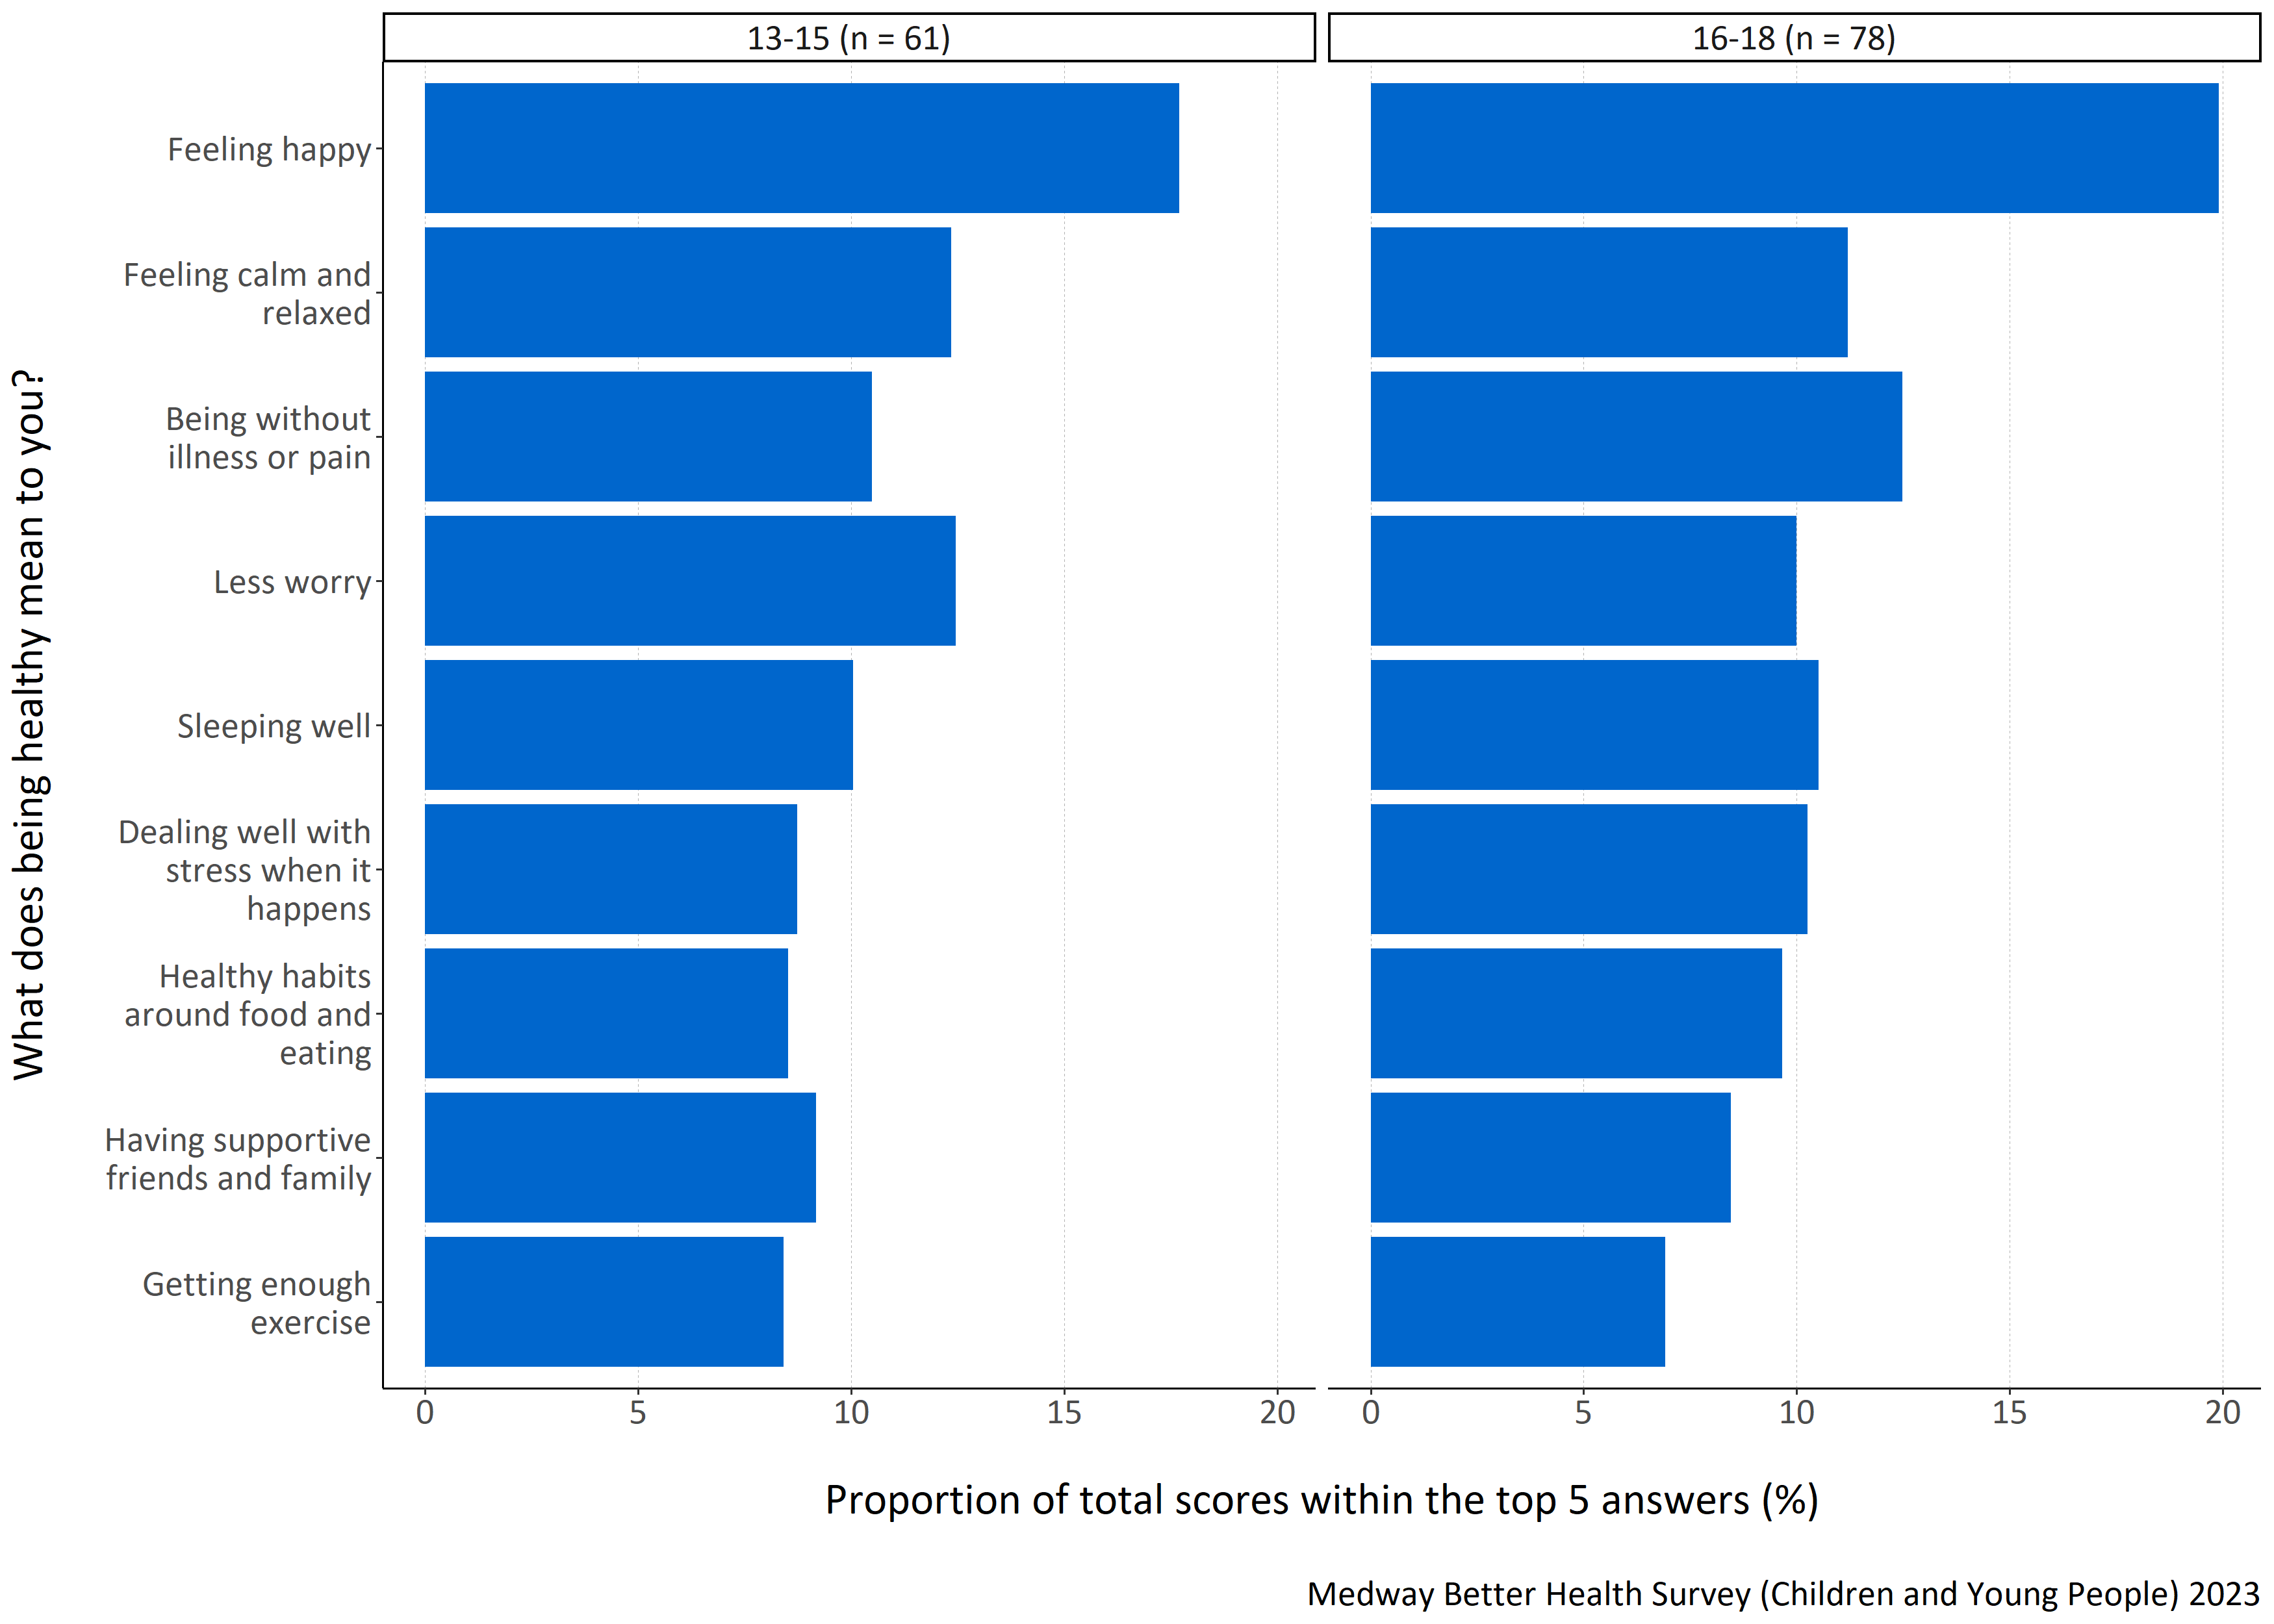 13-15 (n = 61)
16-18 (n = 78)
What does being healthy mean to you?
Feeling happy
Feeling calm and
relaxed
Being without
illness or pain
Less worry
Sleeping well
Dealing well with
stress when it
happens
Healthy habits
around food and
eating
Having supportive
friends and family
Getting enough
exercise
0 5 10 15 20
0 5 10 15 20
Proportion of total scores within the top 5 answers (%)
Medway Better Health Survey (Children and Young People) 2023